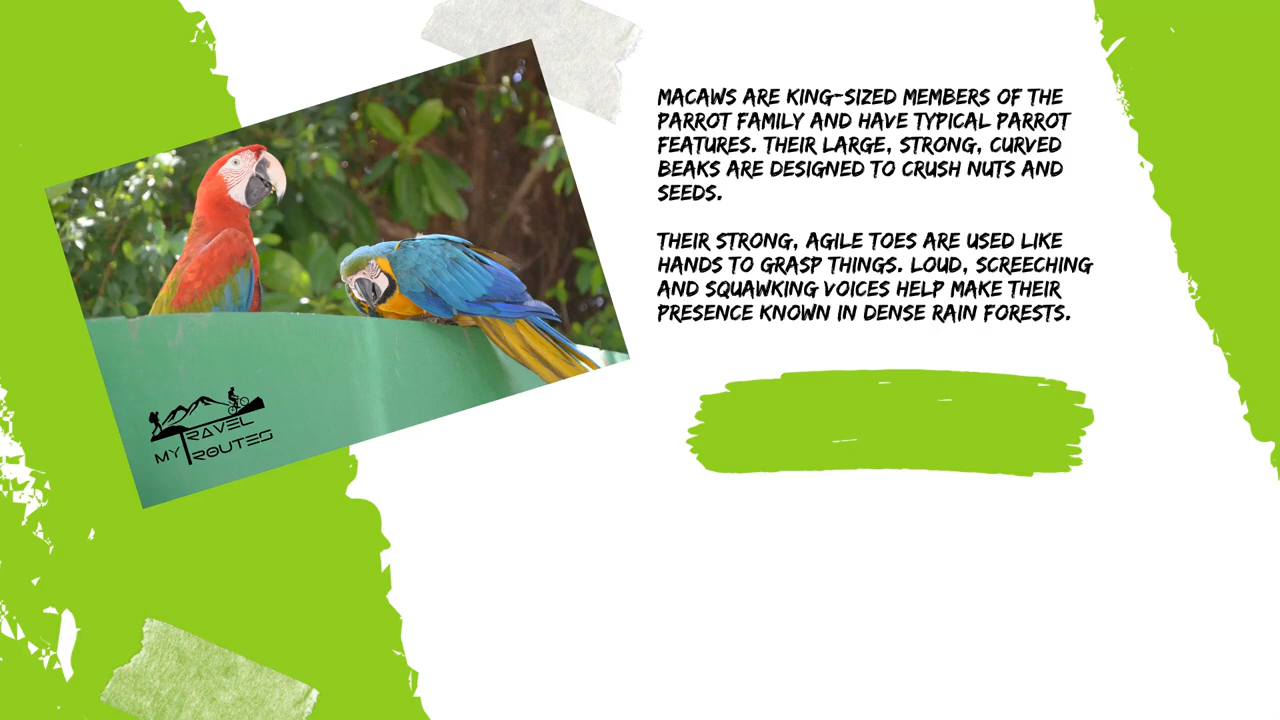 MACAWS ARE KING-SIZED MEMBERS OF THE
PARROT FAMILY AND HAVE TYPICAL PARROT
FEATURES. THEIR LARGE, STRONG, CURVED
BEAKS ARE DESIGNED TO CRUSH NUTS AND
SEEDS.
THEIR STRONG, AGILE TOES ARE USED LIKE
HANDS TO GRASP THINGS. LOUD, SCREECHING
AND SQUAWKING VOICES HELP MAKE THEIR
PRESENCE KNOWN IN DENSE RAIN FORESTS.
MY TRAVEL
ROUTES